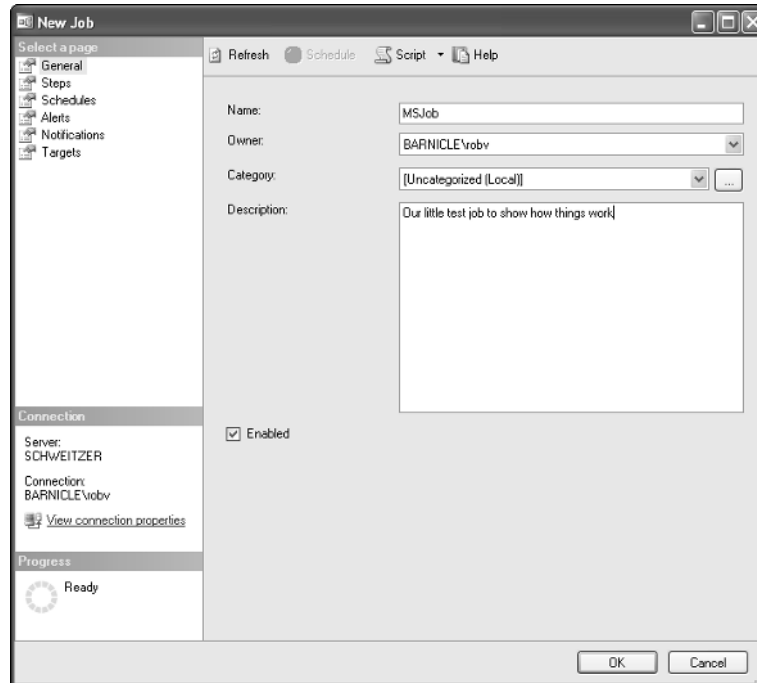 New Job
Select a page
General
Steps
Schedules
Alerts
Notifications
Targets
Refresh Schedule Script Help
Name: MSJob
Owner: BARNICLE\robv
Category: [Uncategorized (Local)] ...
Description: Our little test job to show how things work
Enabled
Connection
Server:
SCHWEITZER
Connection:
BARNICLE\robv
View connection properties
Progress
Ready
OK Cancel